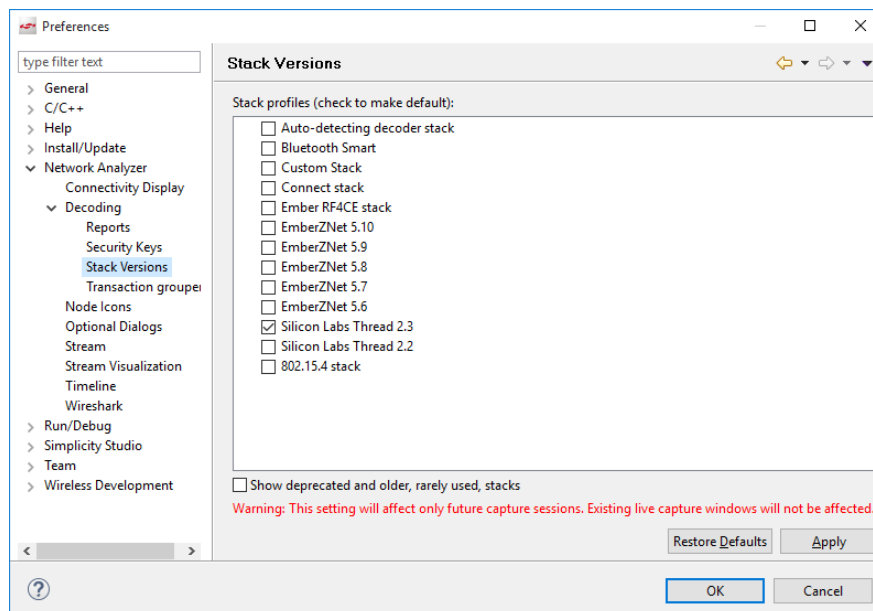 Preferences
type filter text
Stack Versions
General
C/C++
Help
Install/Update
Network Analyzer
Connectivity Display
Decoding
Reports
Security Keys
Stack Versions
Transaction grouper
Node Icons
Optional Dialogs
Stream
Stream Visualization
Timeline
Wireshark
Run/Debug
Simplicity Studio
Team
Wireless Development
Stack profiles (check to make default):
Auto-detecting decoder stack
Bluetooth Smart
Custom Stack
Connect stack
Ember RF4CE stack
EmberZNet 5.10
EmberZNet 5.9
EmberZNet 5.8
EmberZNet 5.7
EmberZNet 5.6
Silicon Labs Thread 2.3
Silicon Labs Thread 2.2
802.15.4 stack
Show deprecated and older, rarely used, stacks
Warning: This setting will affect only future capture sessions. Existing live capture windows will not be affected.
Restore Defaults
Apply
?
OK
Cancel